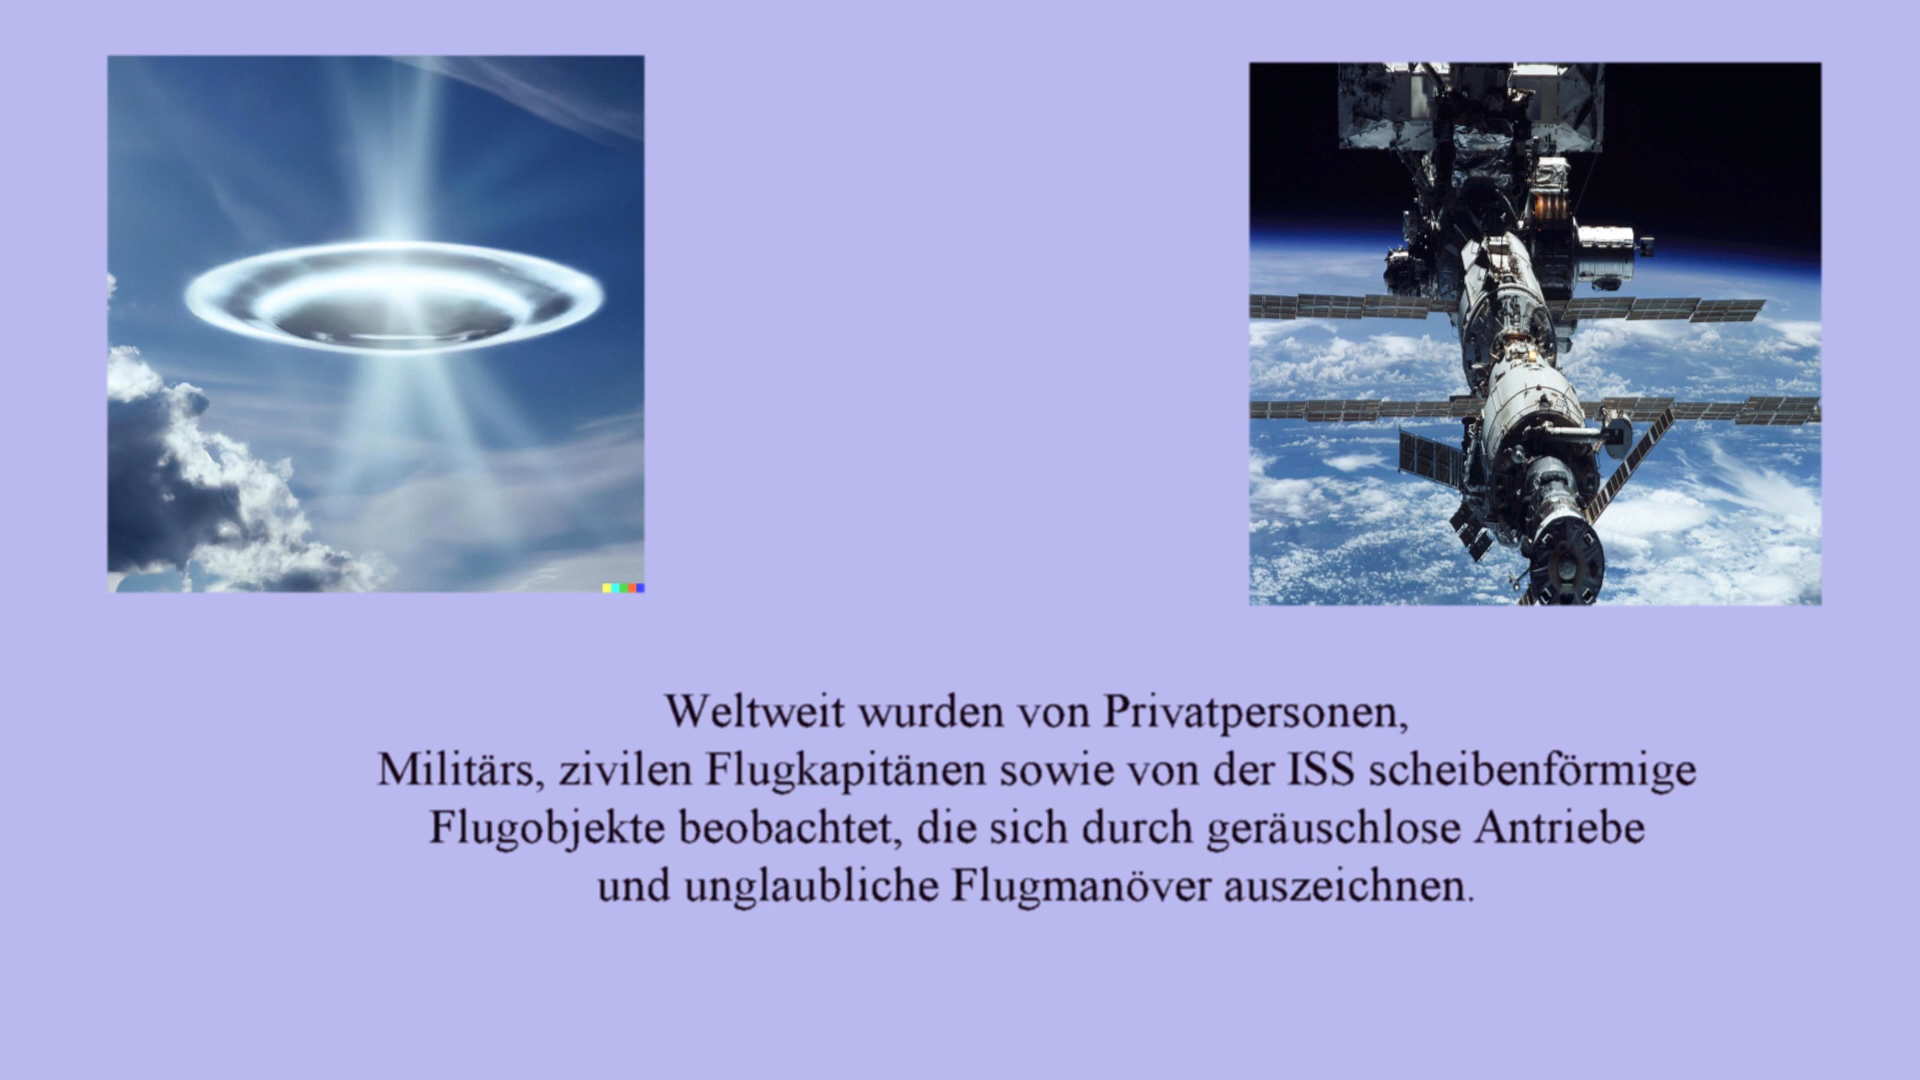 Weltweit wurden von Privatpersonen,
Militärs, zivilen Flugkapitänen sowie von der ISS scheibenförmige
Flugobjekte beobachtet, die sich durch geräuschlose Antriebe
und unglaubliche Flugmanöver auszeichnen.